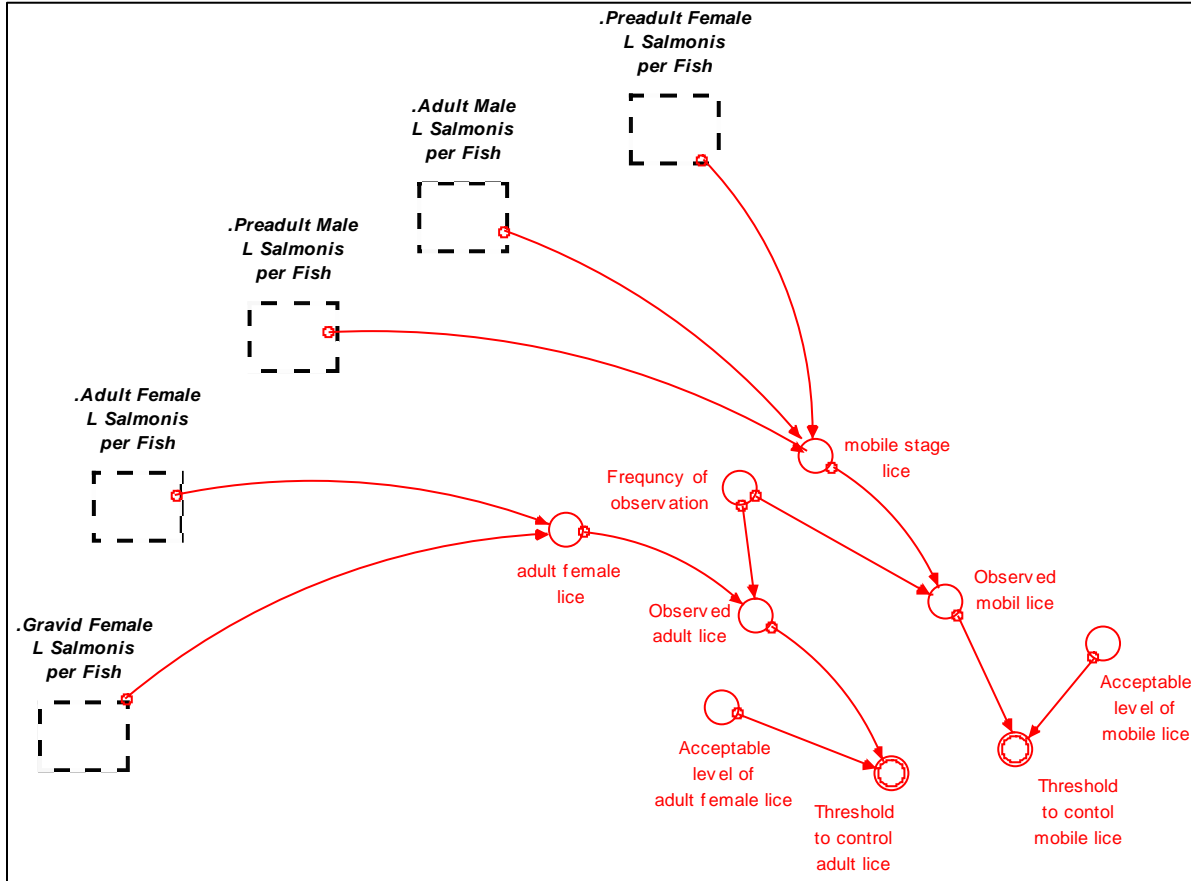 .Preadult Female
L Salmonis
per Fish
.Adult Male
L Salmonis
per Fish
.Preadult Male
L Salmonis
per Fish
.Adult Female
L Salmonis
per Fish
mobile stage
lice
Frequncy of
observation
adult female
lice
Observed
mobil lice
Observed
adult lice
.Gravid Female
L Salmonis
per Fish
Acceptable
level of
mobile lice
Acceptable
level of
adult female lice
Threshold
to contol
mobile lice
Threshold
to control
adult lice